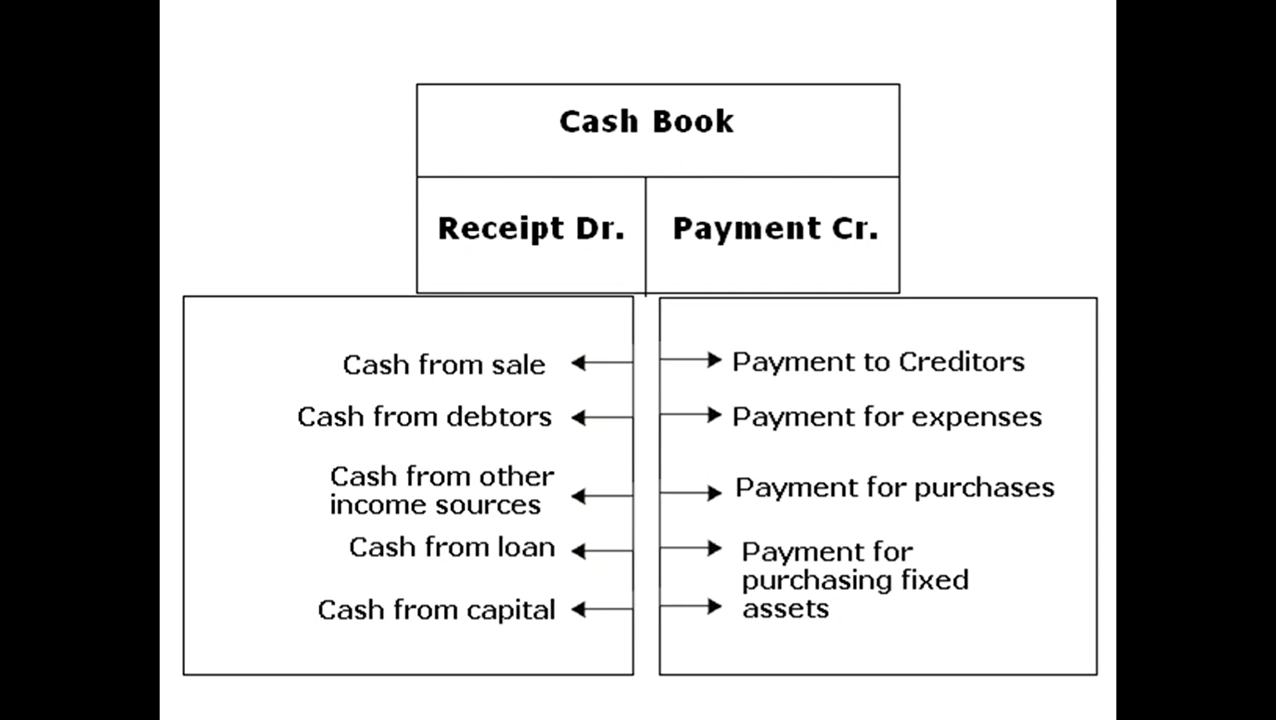 Cash Book
Receipt Dr.
Payment Cr.
Cash from sale
Cash from debtors
Cash from other
income sources
Cash from loan
Cash from capital
Payment to Creditors
Payment for expenses
Payment for purchases
Payment for
purchasing fixed
assets